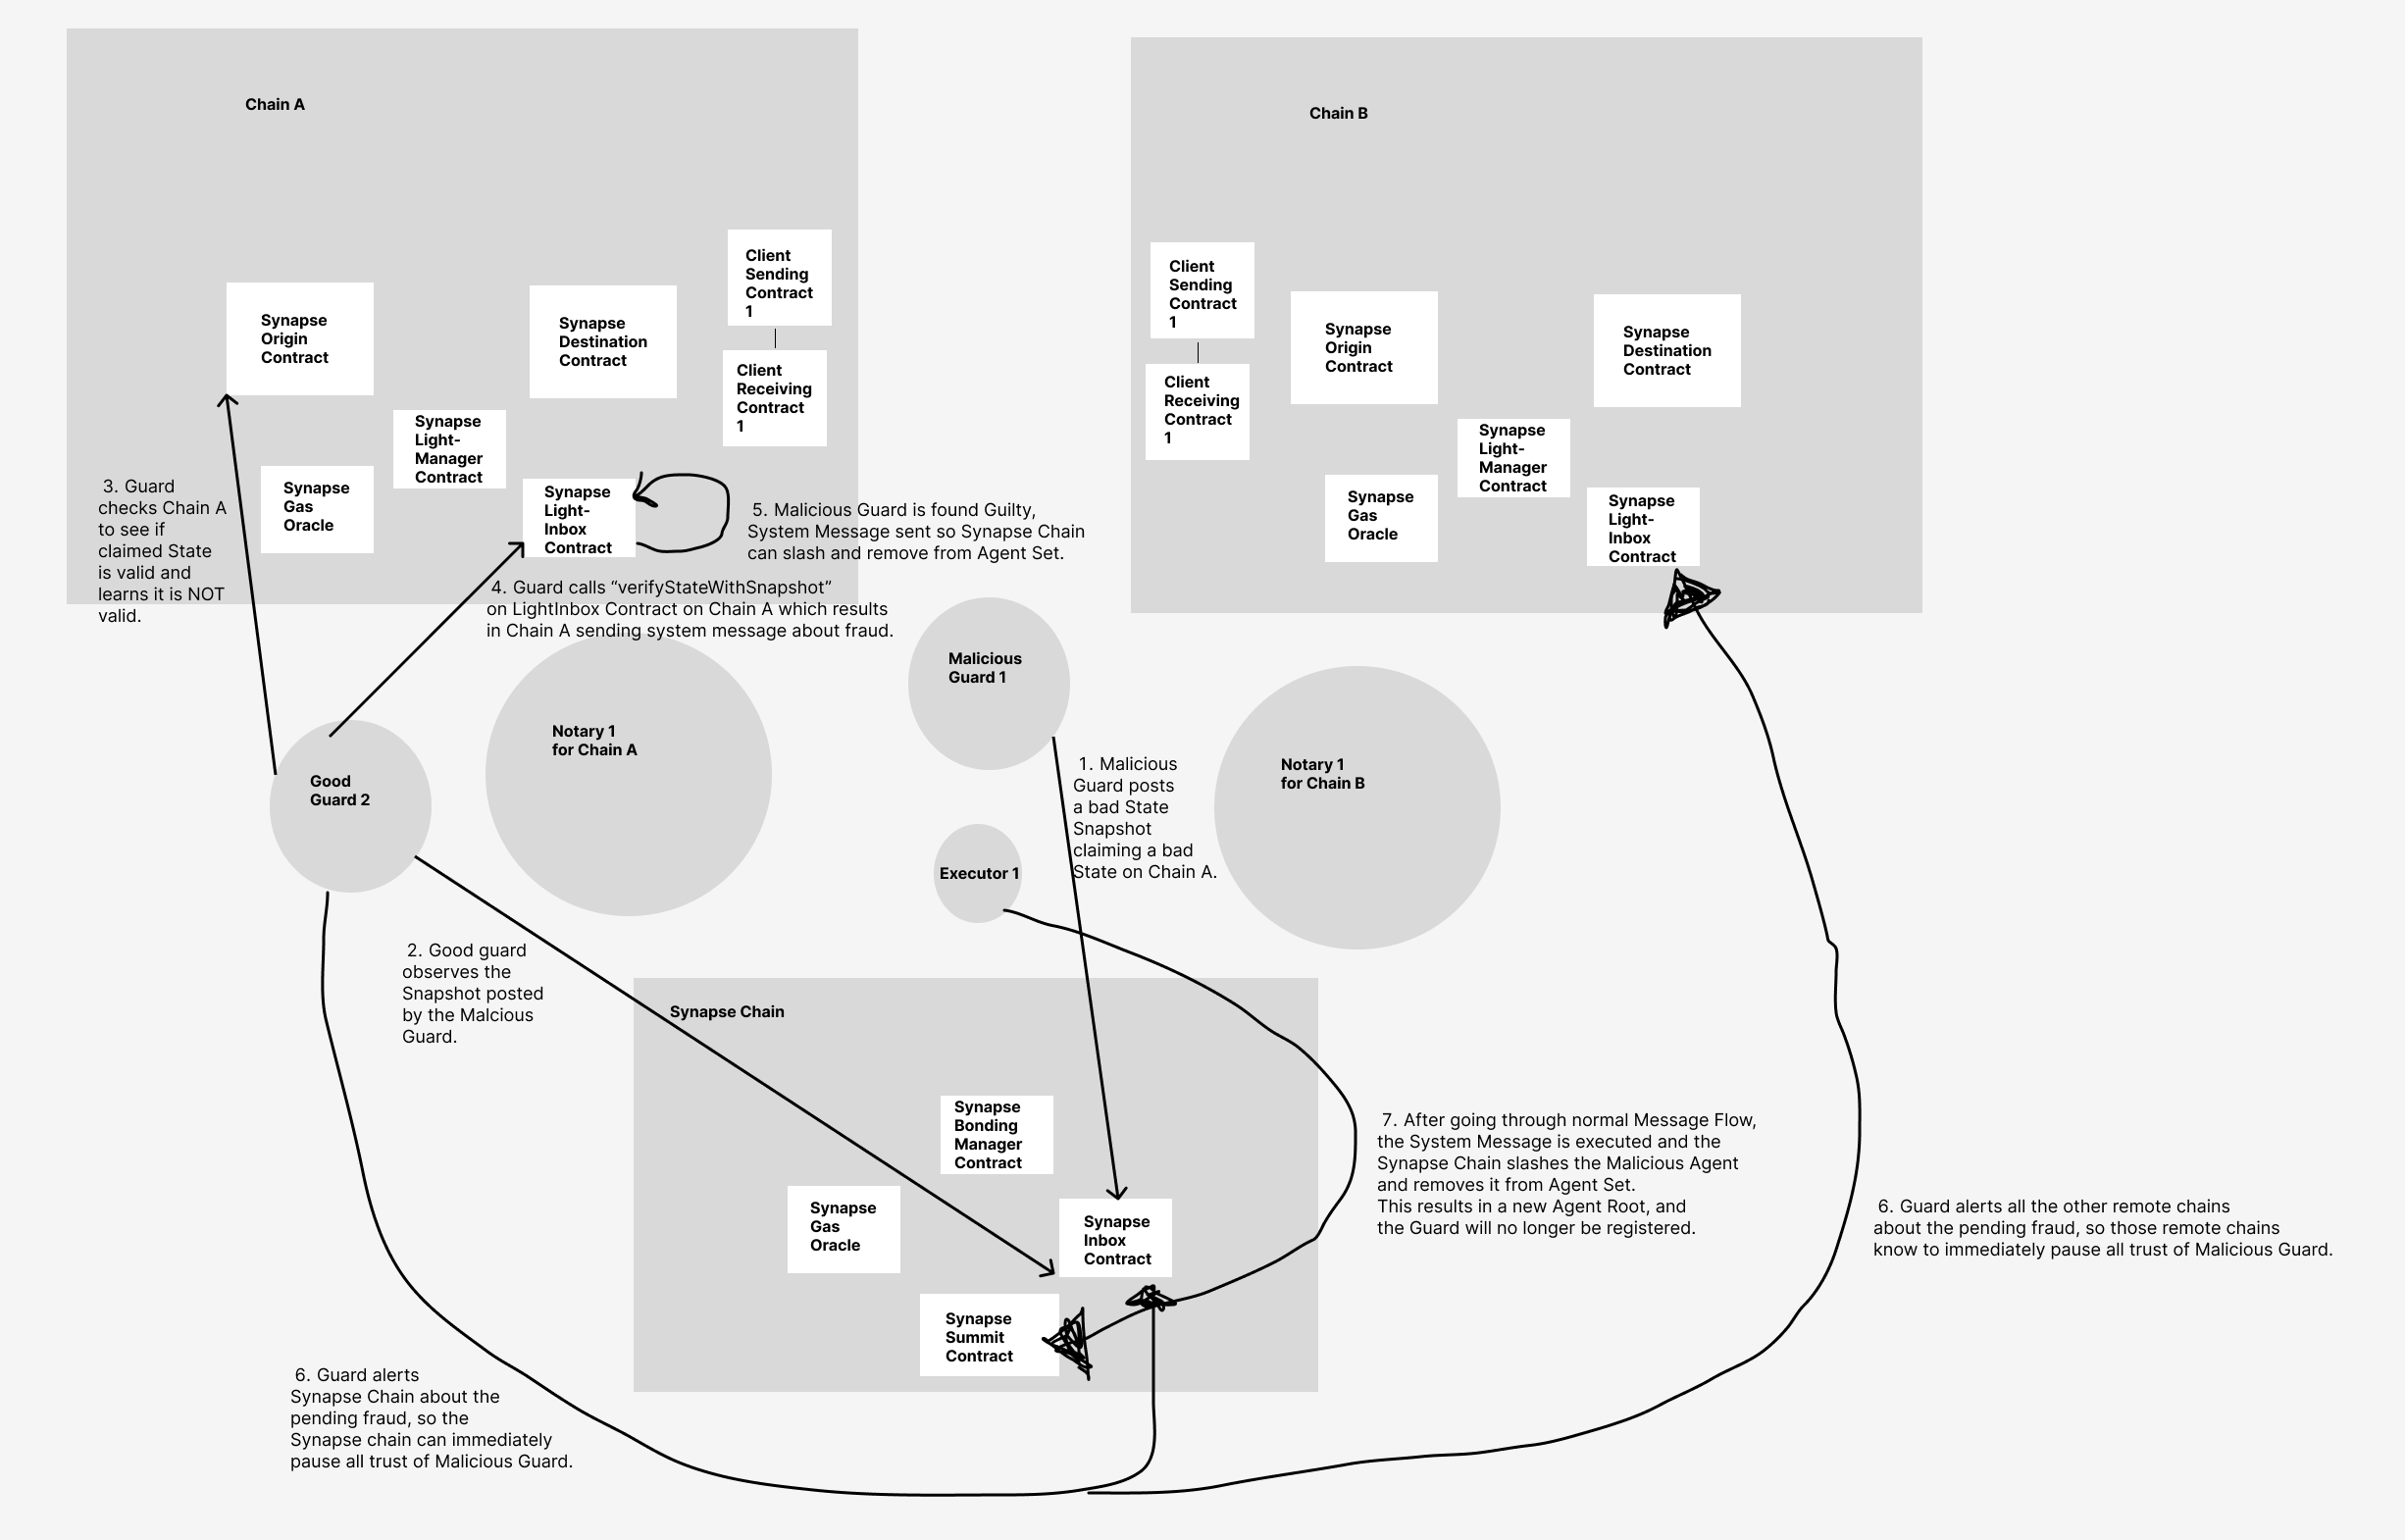 Chain A
Client
Sending
Contract
1
Synapse
Origin
Contract
Synapse
Destination
Contract
Client
Receiving
Contract
1
Synapse
Light-
Manager
Contract
Synapse
Gas
Oracle
Synapse
Light-
Inbox
Contract
3. Guard
checks Chain A
to see if
claimed State
is valid and
learns it is NOT
valid.
5. Malicious Guard is found Guilty,
System Message sent so Synapse Chain
can slash and remove from Agent Set.
4. Guard calls “verifyStateWithSnapshot”
on LightInbox Contract on Chain A which results
in Chain A sending system message about fraud.
Chain B
Client
Sending
Contract
1
Synapse
Origin
Contract
Synapse
Destination
Contract
Client
Receiving
Contract
1
Synapse
Light-
Manager
Contract
Synapse
Gas
Oracle
Synapse
Light-
Inbox
Contract
Malicious
Guard 1
Notary 1
for Chain A
Good
Guard 2
Notary 1
for Chain B
1. Malicious
Guard posts
a bad State
Snapshot
claiming a bad
State on Chain A.
Executor 1
2. Good guard
observes the
Snapshot posted
by the Malcious
Guard.
Synapse Chain
Synapse
Bonding
Manager
Contract
Synapse
Gas
Oracle
Synapse
Inbox
Contract
Synapse
Summit
Contract
7. After going through normal Message Flow,
the System Message is executed and the
Synapse Chain slashes the Malicious Agent
and removes it from Agent Set.
This results in a new Agent Root, and
the Guard will no longer be registered.
6. Guard alerts all the other remote chains
about the pending fraud, so those remote chains
know to immediately pause all trust of Malicious Guard.
6. Guard alerts
Synapse Chain about the
pending fraud, so the
Synapse chain can immediately
pause all trust of Malicious Guard.